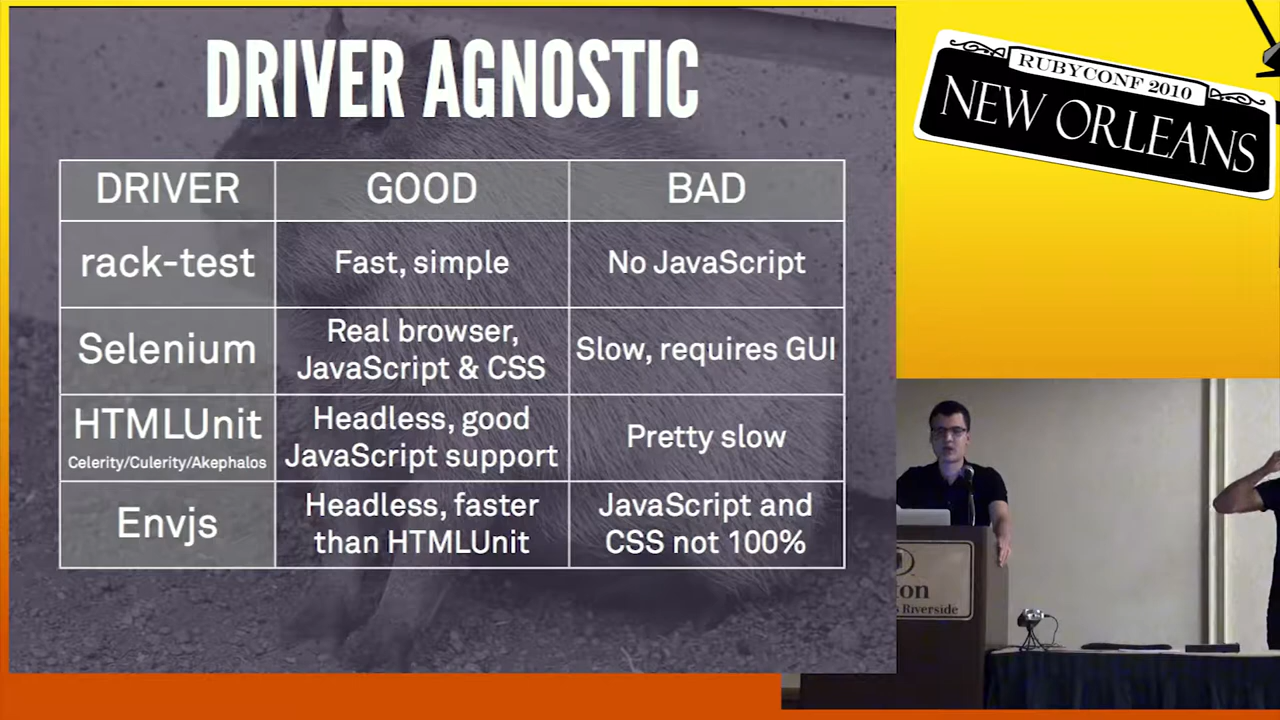 DRIVER AGNOSTIC
DRIVER GOOD BAD
rack-test Fast, simple No JavaScript
Selenium Real browser,
JavaScript & CSS Slow, requires GUI
HTMLUnit
Celerity/Culerity/Akephalos Headless, good
JavaScript support Pretty slow
Envjs Headless, faster
than HTMLUnit JavaScript and
CSS not 100%
RUBYCONF 2010
NEW ORLEANS
Riverside